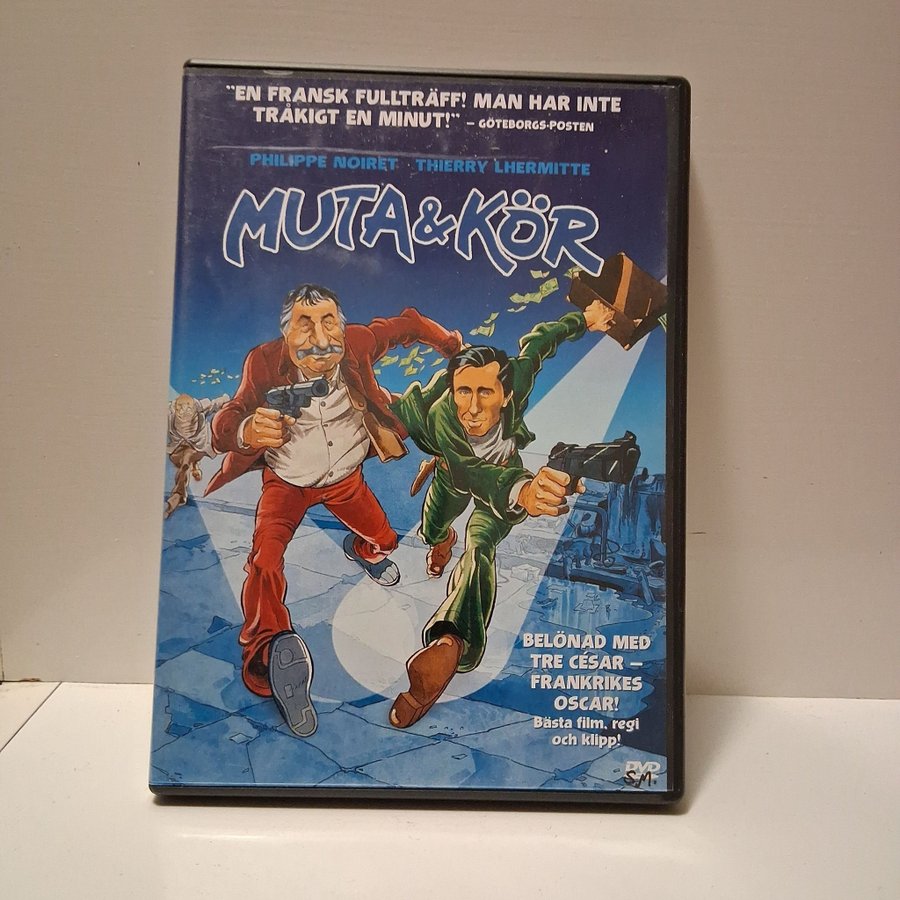 "EN FRANSK FULLTRÄFF! MAN HAR INTE
TRÅKIGT EN MINUT!" – GÖTEBORGS-POSTEN
PHILIPPE NOIRET THIERRY LHERMITTE
MUTA & KÖR
BELÖNAD MED
TRE CÉSAR –
FRANKRIKES
OSCAR!
Bästa film, regi
och klipp!
DVD
S.M.